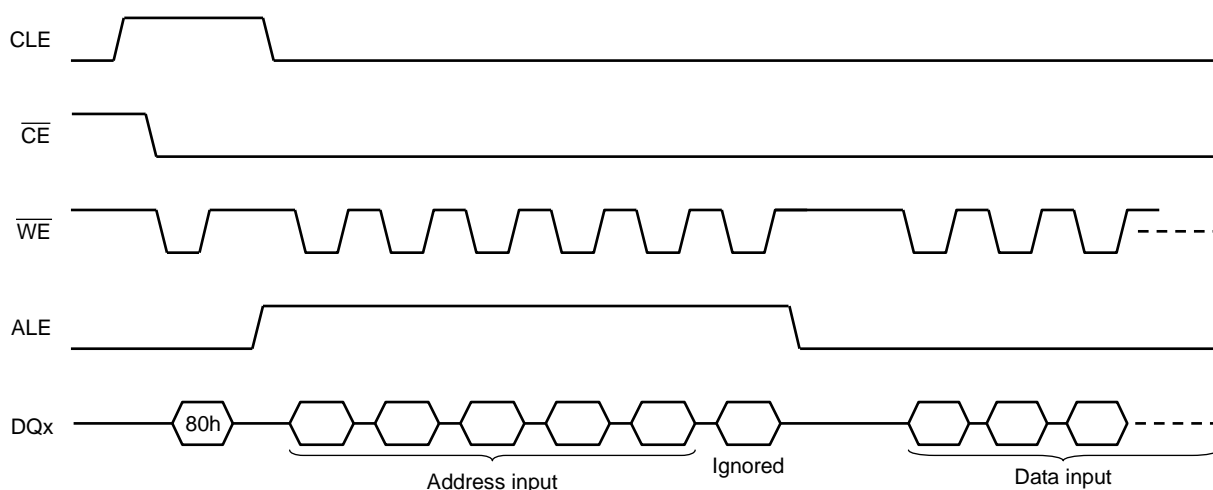 CLE
CE
WE
ALE
DQx
80h
Address input
Ignored
Data input